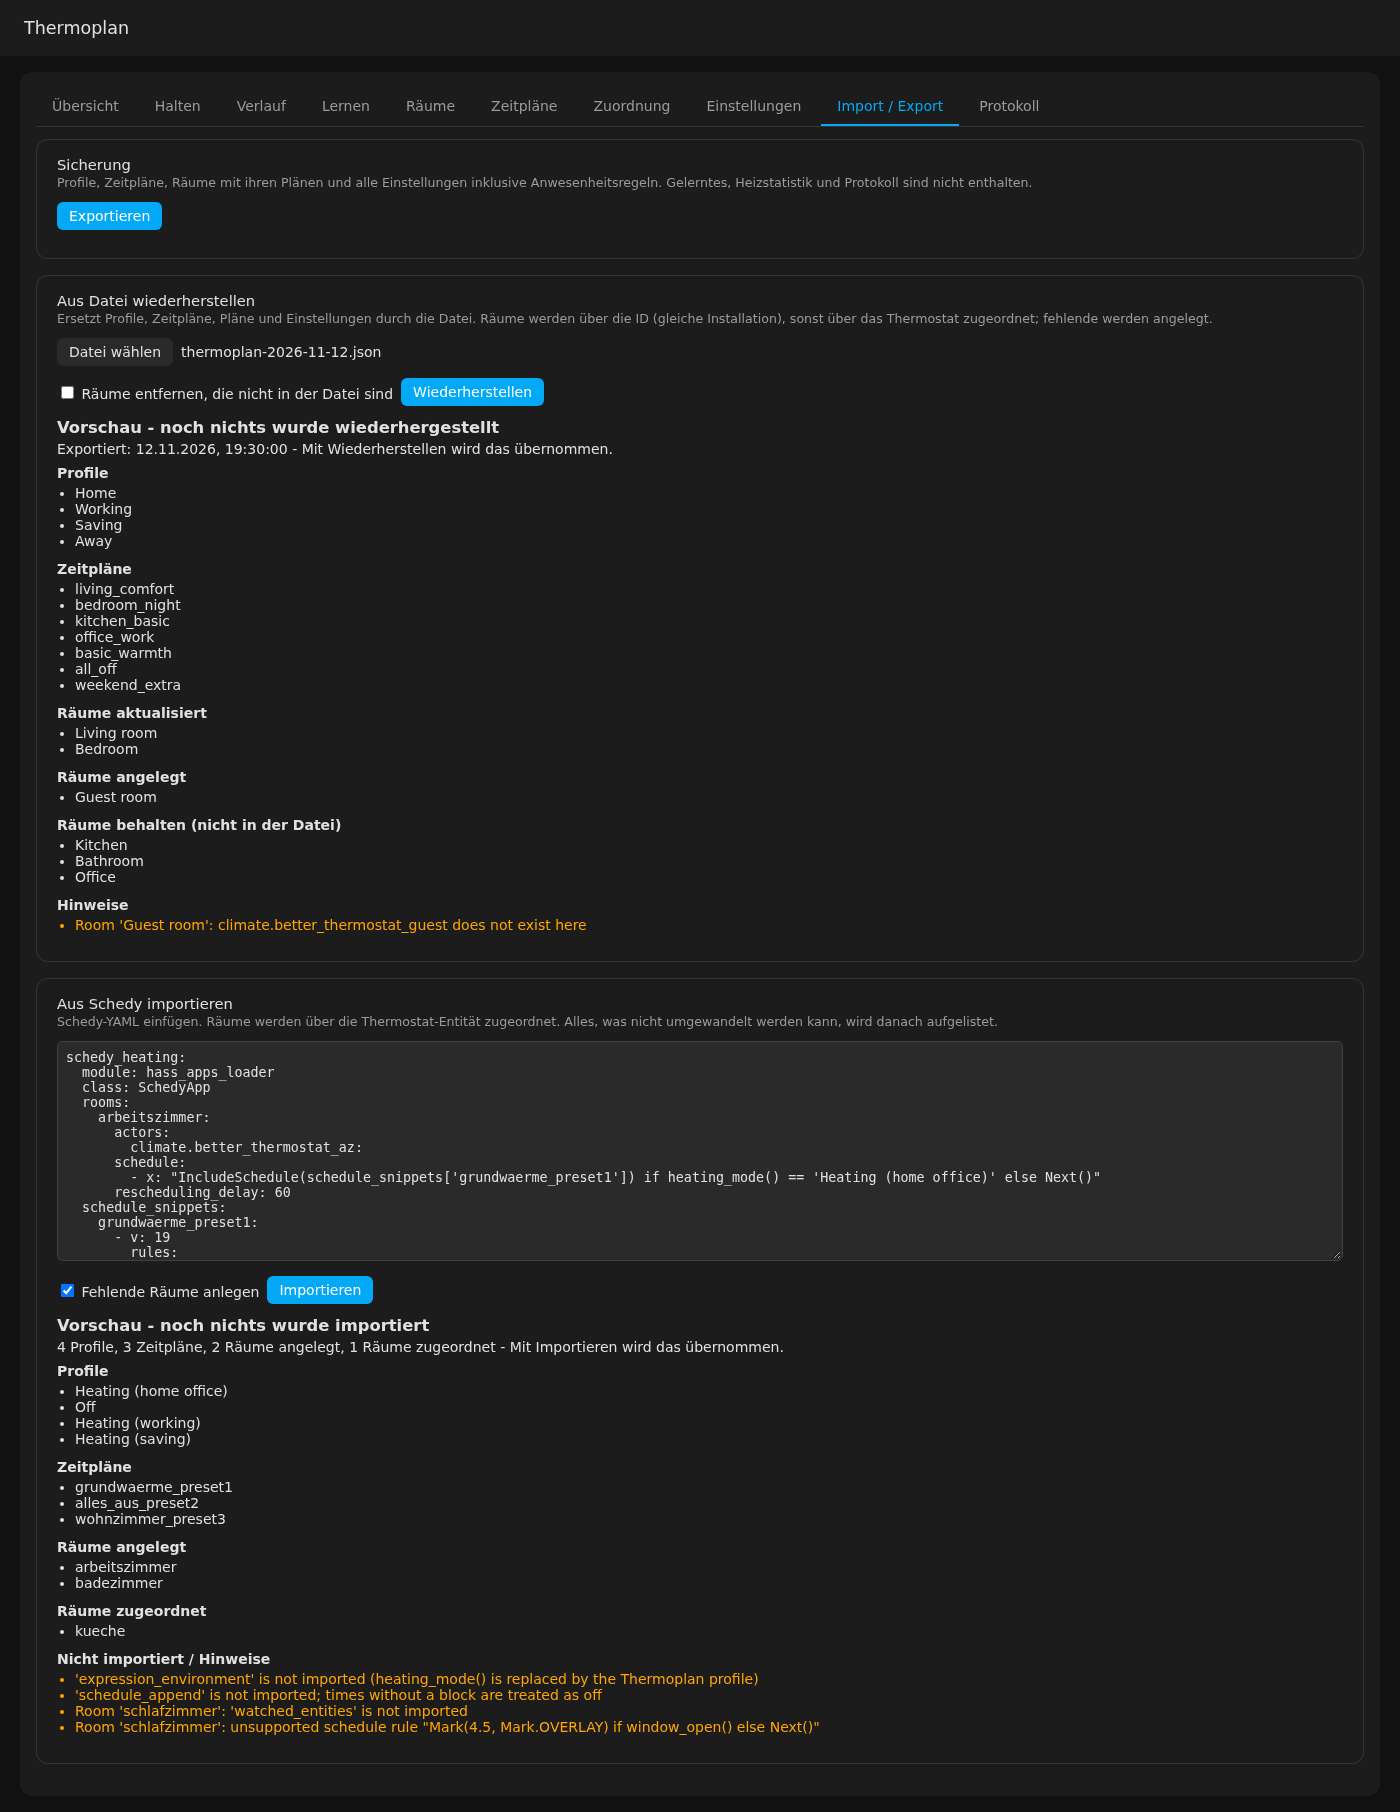 Thermoplan
Übersicht Halten Verlauf Lernen Räume Zeitpläne Zuordnung Einstellungen Import / Export Protokoll
Sicherung
Profile, Zeitpläne, Räume mit ihren Plänen und alle Einstellungen inklusive Anwesenheitsregeln. Gelerntes, Heizstatistik und Protokoll sind nicht enthalten.
Exportieren
Aus Datei wiederherstellen
Ersetzt Profile, Zeitpläne, Pläne und Einstellungen durch die Datei. Räume werden über die ID (gleiche Installation), sonst über das Thermostat zugeordnet; fehlende werden angelegt.
Datei wählen thermoplan-2026-11-12.json
Räume entfernen, die nicht in der Datei sind Wiederherstellen
Vorschau - noch nichts wurde wiederhergestellt
Exportiert: 12.11.2026, 19:30:00 - Mit Wiederherstellen wird das übernommen.
Profile
• Home
• Working
• Saving
• Away
Zeitpläne
• living_comfort
• bedroom_night
• kitchen_basic
• office_work
• basic_warmth
• all_off
• weekend_extra
Räume aktualisiert
• Living room
• Bedroom
Räume angelegt
• Guest room
Räume behalten (nicht in der Datei)
• Kitchen
• Bathroom
• Office
Hinweise
• Room 'Guest room': climate.better_thermostat_guest does not exist here
Aus Schedy importieren
Schedy-YAML einfügen. Räume werden über die Thermostat-Entität zugeordnet. Alles, was nicht umgewandelt werden kann, wird danach aufgelistet.
schedy_heating:
  module: hass_apps_loader
  class: SchedyApp
  rooms:
    arbeitszimmer:
      actors:
        climate.better_thermostat_az:
      schedule:
        - x: "IncludeSchedule(schedule_snippets['grundwaerme_preset1']) if heating_mode() == 'Heating (home office)' else Next()"
      rescheduling_delay: 60
  schedule_snippets:
    grundwaerme_preset1:
      - v: 19
        rules:
Fehlende Räume anlegen Importieren
Vorschau - noch nichts wurde importiert
4 Profile, 3 Zeitpläne, 2 Räume angelegt, 1 Räume zugeordnet - Mit Importieren wird das übernommen.
Profile
• Heating (home office)
• Off
• Heating (working)
• Heating (saving)
Zeitpläne
• grundwaerme_preset1
• alles_aus_preset2
• wohnzimmer_preset3
Räume angelegt
• arbeitszimmer
• badezimmer
Räume zugeordnet
• kueche
Nicht importiert / Hinweise
• 'expression_environment' is not imported (heating_mode() is replaced by the Thermoplan profile)
• 'schedule_append' is not imported; times without a block are treated as off
• Room 'schlafzimmer': 'watched_entities' is not imported
• Room 'schlafzimmer': unsupported schedule rule "Mark(4.5, Mark.OVERLAY) if window_open() else Next()"